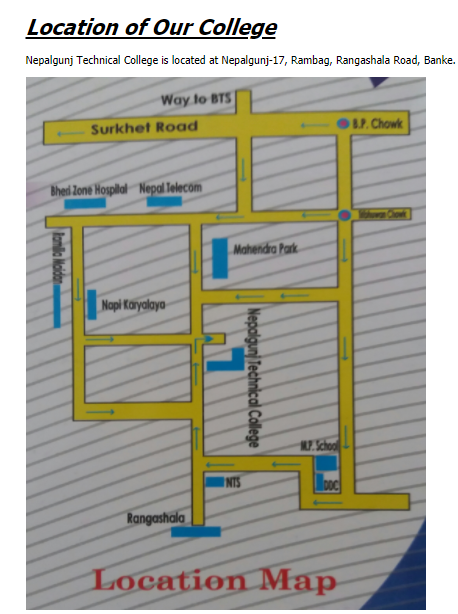 Location of Our College
Nepalgunj Technical College is located at Nepalgunj-17, Rambag, Rangashala Road, Banke.
Way to BTS
Surkhet Road
B.P. Chowk
Bheri Zone Hospital
Nepal Telecom
Mahendra Park
Napi Karyalaya
Nepalgunj Technical College
M.P. School
DDC
NTS
Rangashala
Location Map